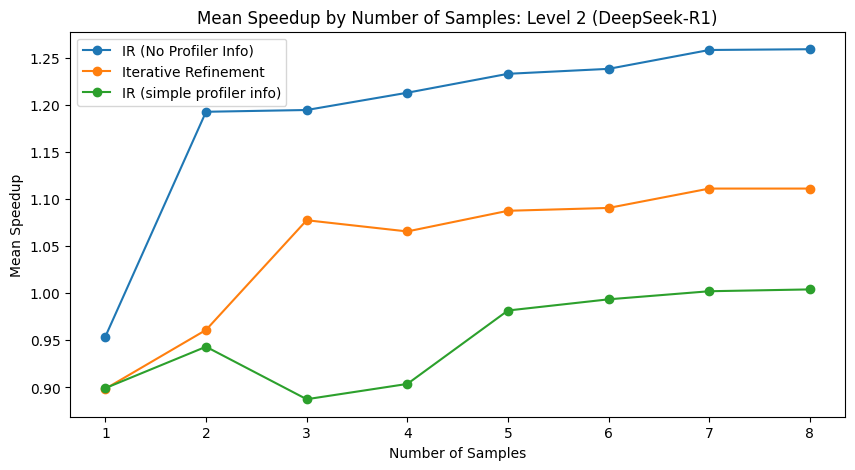 Mean Speedup by Number of Samples: Level 2 (DeepSeek-R1)
IR (No Profiler Info)
Iterative Refinement
IR (simple profiler info)
Mean Speedup
1.25
1.20
1.15
1.10
1.05
1.00
0.95
0.90
1 2 3 4 5 6 7 8
Number of Samples